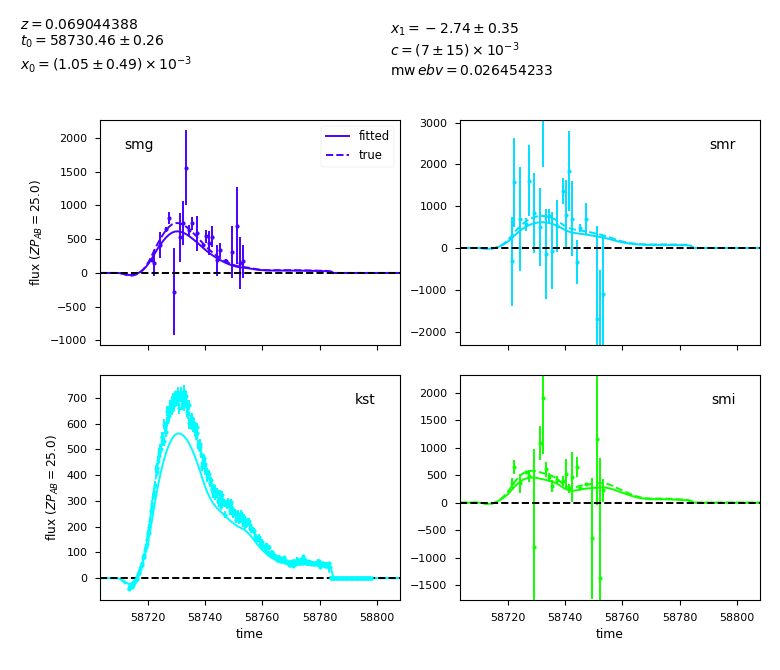 z = 0.069044388
t₀ = 58730.46 ± 0.26
x₀ = (1.05 ± 0.49) × 10⁻³
x₁ = −2.74 ± 0.35
c = (7 ± 15) × 10⁻³
mw ebv = 0.026454233
smg
fitted
true
2000
1500
1000
500
0
−500
−1000
flux (ZP_AB = 25.0)
smr
3000
2000
1000
0
−1000
−2000
kst
700
600
500
400
300
200
100
0
flux (ZP_AB = 25.0)
58720 58740 58760 58780 58800
time
smi
2000
1500
1000
500
0
−500
−1000
−1500
58720 58740 58760 58780 58800
time